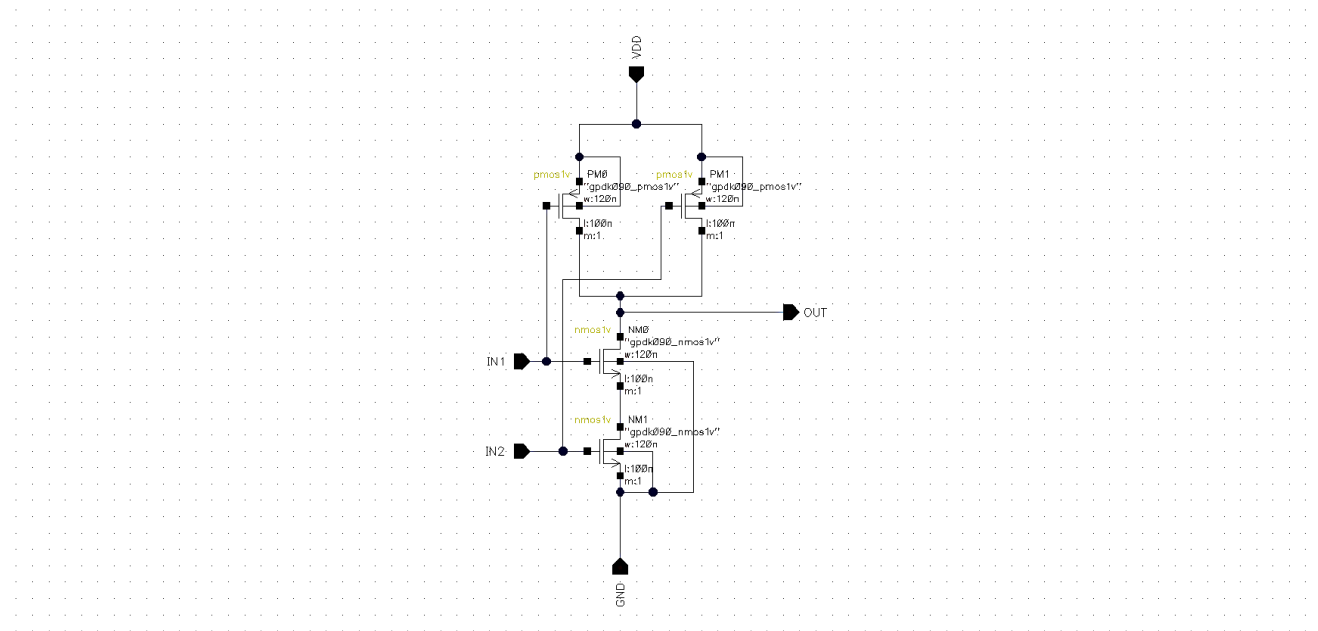 VDD
pmos1v PM0
"gpdk090_pmos1v"
w:120n
l:100n
m:1
pmos1v PM1
"gpdk090_pmos1v"
w:120n
l:100n
m:1
OUT
nmos1v NM0
"gpdk090_nmos1v"
w:120n
IN1
l:100n
m:1
nmos1v NM1
"gpdk090_nmos1v"
w:120n
IN2
l:100n
m:1
GND